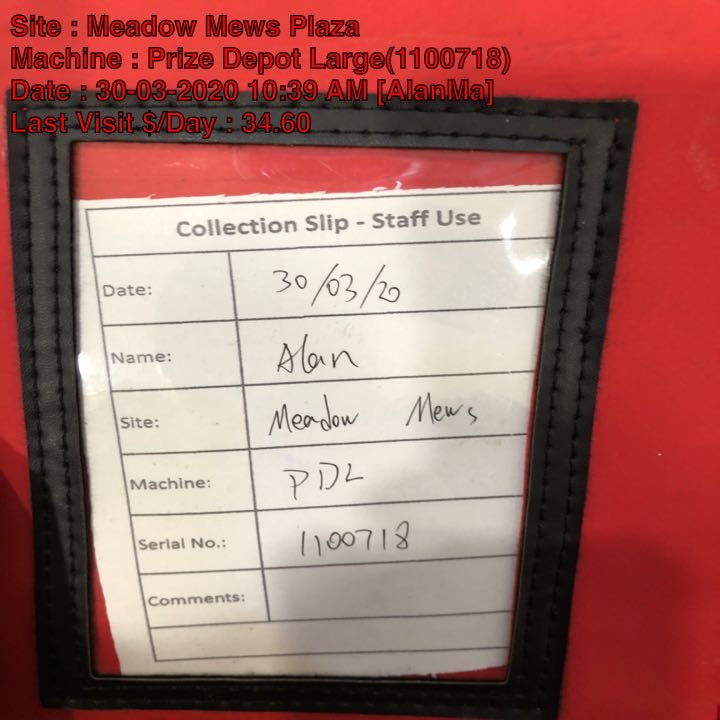 Site : Meadow Mews Plaza
Machine : Prize Depot Large(1100718)
Date : 30-03-2020 10:39 AM [AlanMa]
Last Visit $/Day : 34.60
Collection Slip - Staff Use
Date: 30/03/20
Name: Alan
Site: Meadow Mews
Machine: PDL
Serial No.: 1100718
Comments: